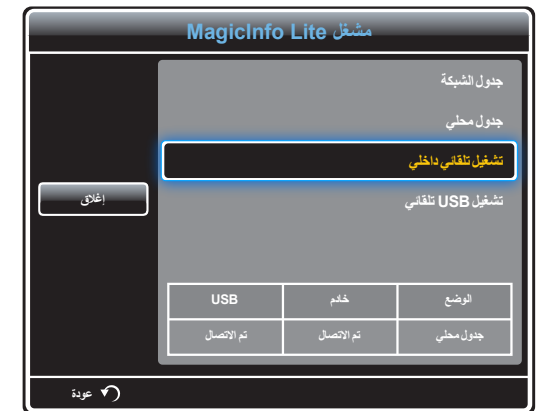 مشغل MagicInfo Lite
جدول الشبكة
جدول محلي
تشغيل تلقائي داخلي
تشغيل USB تلقائي
إغلاق
الوضع خادم USB
جدول محلي تم الاتصال تم الاتصال
عودة